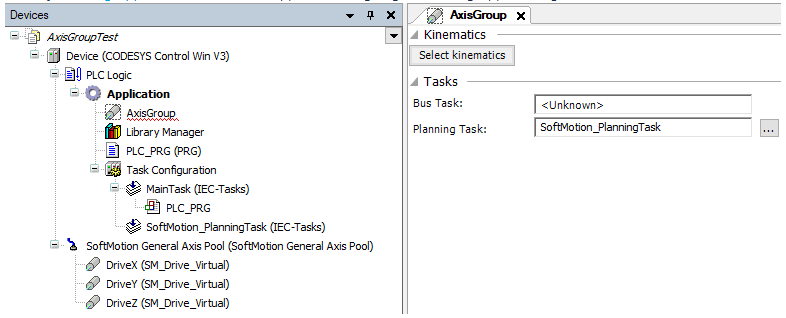 Devices
AxisGroupTest
Device (CODESYS Control Win V3)
PLC Logic
Application
AxisGroup
Library Manager
PLC_PRG (PRG)
Task Configuration
MainTask (IEC-Tasks)
PLC_PRG
SoftMotion_PlanningTask (IEC-Tasks)
SoftMotion General Axis Pool (SoftMotion General Axis Pool)
DriveX (SM_Drive_Virtual)
DriveY (SM_Drive_Virtual)
DriveZ (SM_Drive_Virtual)
AxisGroup
Kinematics
Select kinematics
Tasks
Bus Task: <Unknown>
Planning Task: SoftMotion_PlanningTask ...